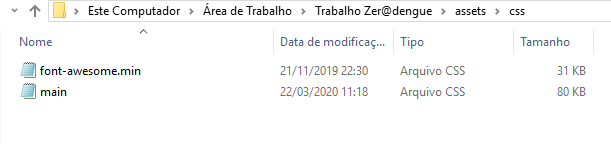 Este Computador > Área de Trabalho > Trabalho Zer@dengue > assets > css
Nome Data de modificaç... Tipo Tamanho
font-awesome.min 21/11/2019 22:30 Arquivo CSS 31 KB
main 22/03/2020 11:18 Arquivo CSS 80 KB